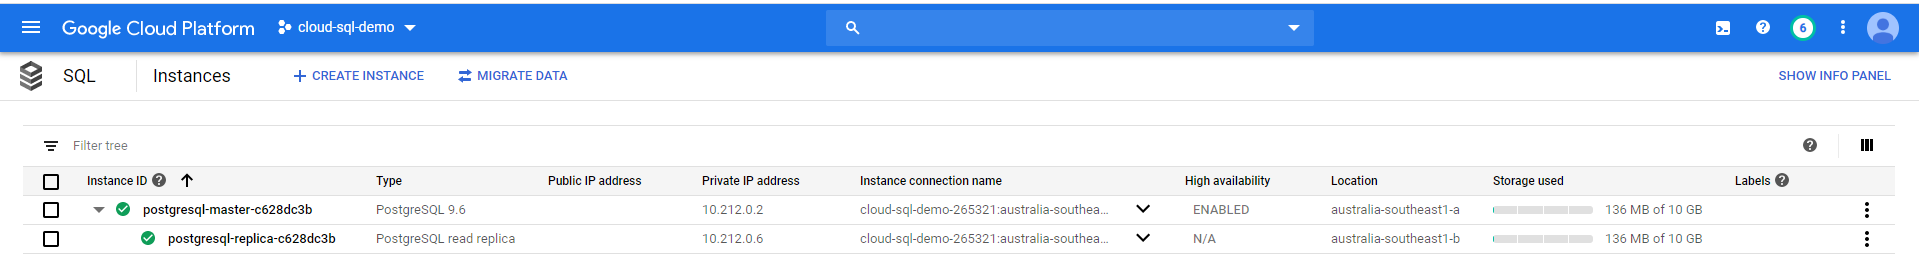 Google Cloud Platform cloud-sql-demo 6
SQL Instances CREATE INSTANCE MIGRATE DATA SHOW INFO PANEL
Filter tree
Instance ID Type Public IP address Private IP address Instance connection name High availability Location Storage used Labels
postgresql-master-c628dc3b PostgreSQL 9.6 10.212.0.2 cloud-sql-demo-265321:australia-southea... ENABLED australia-southeast1-a 136 MB of 10 GB
postgresql-replica-c628dc3b PostgreSQL read replica 10.212.0.6 cloud-sql-demo-265321:australia-southea... N/A australia-southeast1-b 136 MB of 10 GB